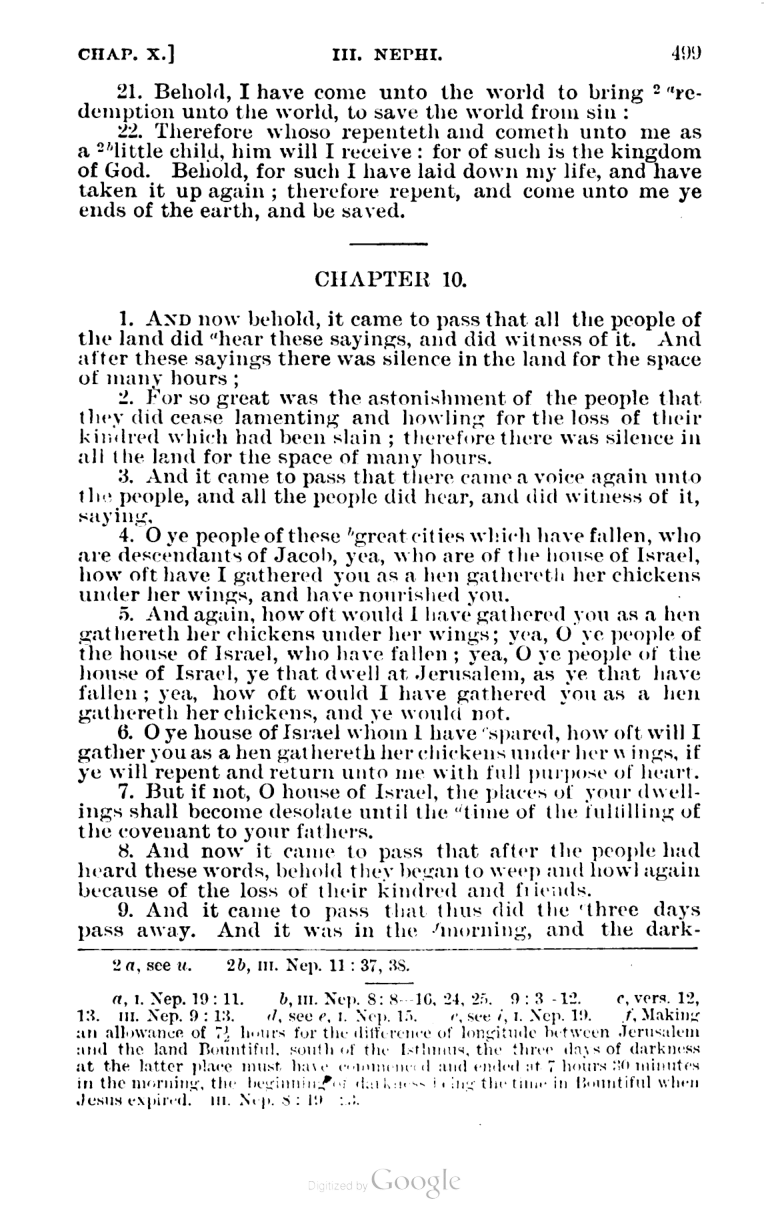 CHAP. X.] III. NEPHI. 499
21. Behold, I have come unto the world to bring ² ᵃre-
demption unto the world, to save the world from sin :
22. Therefore whoso repenteth and cometh unto me as
a ²ᵇlittle child, him will I receive : for of such is the kingdom
of God. Behold, for such I have laid down my life, and have
taken it up again ; therefore repent, and come unto me ye
ends of the earth, and be saved.
CHAPTER 10.
1. AND now behold, it came to pass that all the people of
the land did ᵃhear these sayings, and did witness of it. And
after these sayings there was silence in the land for the space
of many hours ;
2. For so great was the astonishment of the people that
they did cease lamenting and howling for the loss of their
kindred which had been slain ; therefore there was silence in
all the land for the space of many hours.
3. And it came to pass that there came a voice again unto
the people, and all the people did hear, and did witness of it,
saying,
4. O ye people of these ᵇgreat cities which have fallen, who
are descendants of Jacob, yea, who are of the house of Israel,
how oft have I gathered you as a hen gathereth her chickens
under her wings, and have nourished you.
5. And again, how oft would I have gathered you as a hen
gathereth her chickens under her wings; yea, O ye people of
the house of Israel, who have fallen ; yea, O ye people of the
house of Israel, ye that dwell at Jerusalem, as ye that have
fallen ; yea, how oft would I have gathered you as a hen
gathereth her chickens, and ye would not.
6. O ye house of Israel whom I have ᶜspared, how oft will I
gather you as a hen gathereth her chickens under her wings, if
ye will repent and return unto me with full purpose of heart.
7. But if not, O house of Israel, the places of your dwell-
ings shall become desolate until the ᵈtime of the fulfilling of
the covenant to your fathers.
8. And now it came to pass that after the people had
heard these words, behold they began to weep and howl again
because of the loss of their kindred and friends.
9. And it came to pass that thus did the ᵉthree days
pass away. And it was in the ᶠmorning, and the dark-
2 a, see u. 2b, III. Nep. 11 : 37, 38.
a, I. Nep. 19 : 11. b, III. Nep. 8 : 8—16, 24, 25. 9 : 3 -12. c, vers. 12,
13. III. Nep. 9 : 13. d, see e, I. Nep. 15. e, see i, I. Nep. 19. f, Making
an allowance of 7½ hours for the difference of longitude between Jerusalem
and the land Bountiful, south of the Isthmus, the three days of darkness
at the latter place must have commenced and ended at 7 hours 30 minutes
in the morning, the beginning of darkness being the time in Bountiful when
Jesus expired. III. Nep. 8 : 19
Digitized by Google